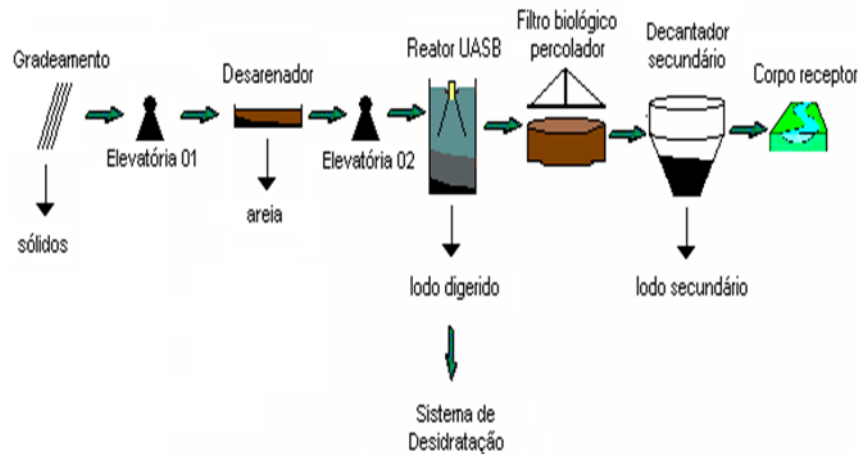 Gradeamento
Elevatória 01
Desarenador
Elevatória 02
Reator UASB
Filtro biológico
percolador
Decantador
secundário
Corpo receptor
sólidos
areia
lodo digerido
lodo secundário
Sistema de
Desidratação